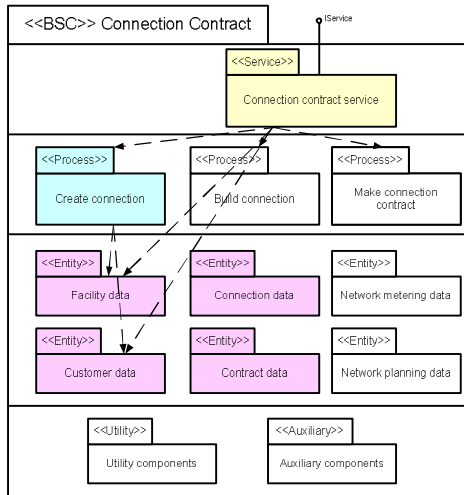 <<BSC>> Connection Contract
IService
<<Service>>
Connection contract service
<<Process>>
<<Process>>
<<Process>>
Create connection
Build connection
Make connection
contract
<<Entity>>
<<Entity>>
<<Entity>>
Facility data
Connection data
Network metering data
<<Entity>>
<<Entity>>
<<Entity>>
Customer data
Contract data
Network planning data
<<Utility>>
<<Auxiliary>>
Utility components
Auxiliary components